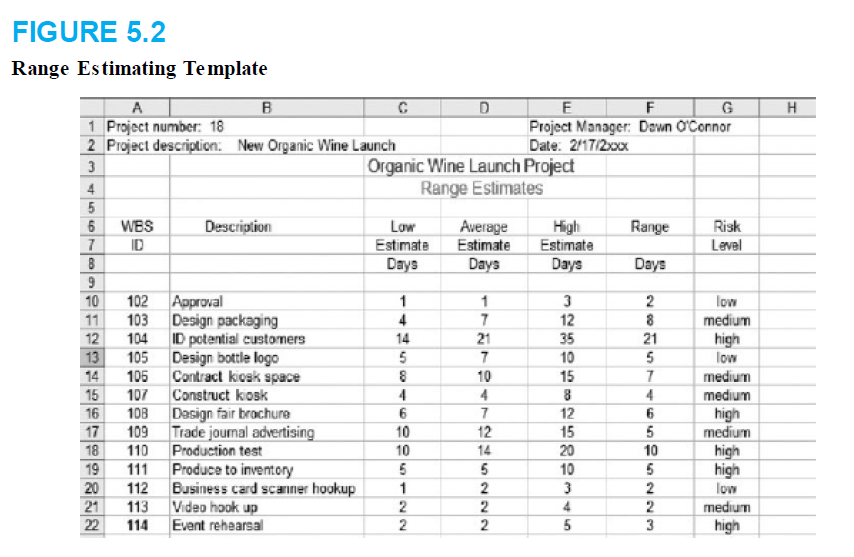 FIGURE 5.2
Range Estimating Template
A B C D E F G H
1 Project number: 18 Project Manager: Dawn O'Connor
2 Project description: New Organic Wine Launch Date: 2/17/2xxx
3 Organic Wine Launch Project
4 Range Estimates
5
6 WBS Description Low Average High Range Risk
7 ID Estimate Estimate Estimate Level
8 Days Days Days Days
9
10 102 Approval 1 1 3 2 low
11 103 Design packaging 4 7 12 8 medium
12 104 ID potential customers 14 21 35 21 high
13 105 Design bottle logo 5 7 10 5 low
14 106 Contract kiosk space 8 10 15 7 medium
15 107 Construct kiosk 4 4 8 4 medium
16 108 Design fair brochure 6 7 12 6 high
17 109 Trade journal advertising 10 12 15 5 medium
18 110 Production test 10 14 20 10 high
19 111 Produce to inventory 5 5 10 5 high
20 112 Business card scanner hookup 1 2 3 2 low
21 113 Video hook up 2 2 4 2 medium
22 114 Event rehearsal 2 2 5 3 high